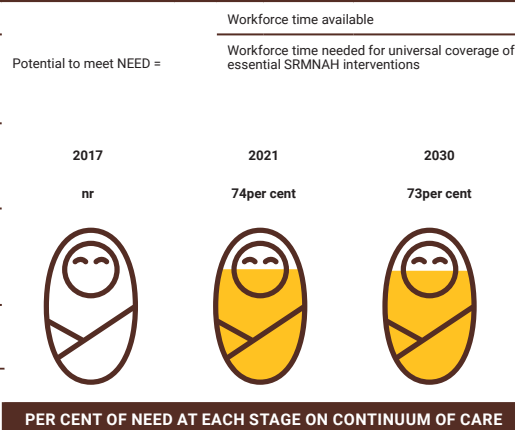 Workforce time available
Potential to meet NEED =
Workforce time needed for universal coverage of
essential SRMNAH interventions
2017 2021 2030
nr 74per cent 73per cent
PER CENT OF NEED AT EACH STAGE ON CONTINUUM OF CARE